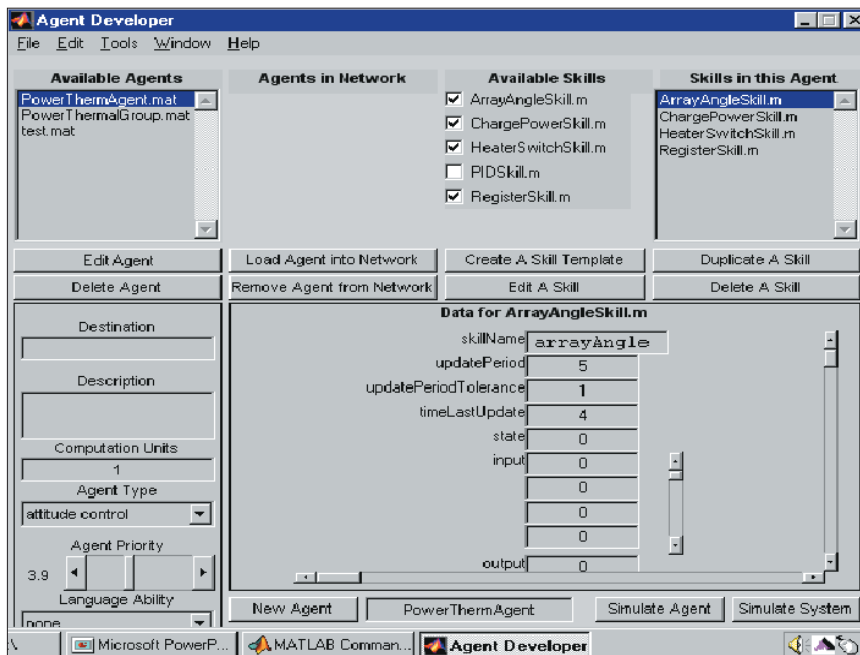 Agent Developer
File Edit Tools Window Help
Available Agents
PowerThermAgent.mat
PowerThermalGroup.mat
test.mat
Agents in Network
Available Skills
ArrayAngleSkill.m
ChargePowerSkill.m
HeaterSwitchSkill.m
PIDSkill.m
RegisterSkill.m
Skills in this Agent
ArrayAngleSkill.m
ChargePowerSkill.m
HeaterSwitchSkill.m
RegisterSkill.m
Edit Agent
Load Agent into Network
Create A Skill Template
Duplicate A Skill
Delete Agent
Remove Agent from Network
Edit A Skill
Delete A Skill
Destination
Description
Computation Units
1
Agent Type
attitude control
Agent Priority
3.9
Language Ability
none
Data for ArrayAngleSkill.m
skillName arrayAngle
updatePeriod 5
updatePeriodTolerance 1
timeLastUpdate 4
state 0
input 0
0
0
0
output 0
New Agent
PowerThermAgent
Simulate Agent
Simulate System
:\
Microsoft PowerP...
MATLAB Comman...
Agent Developer